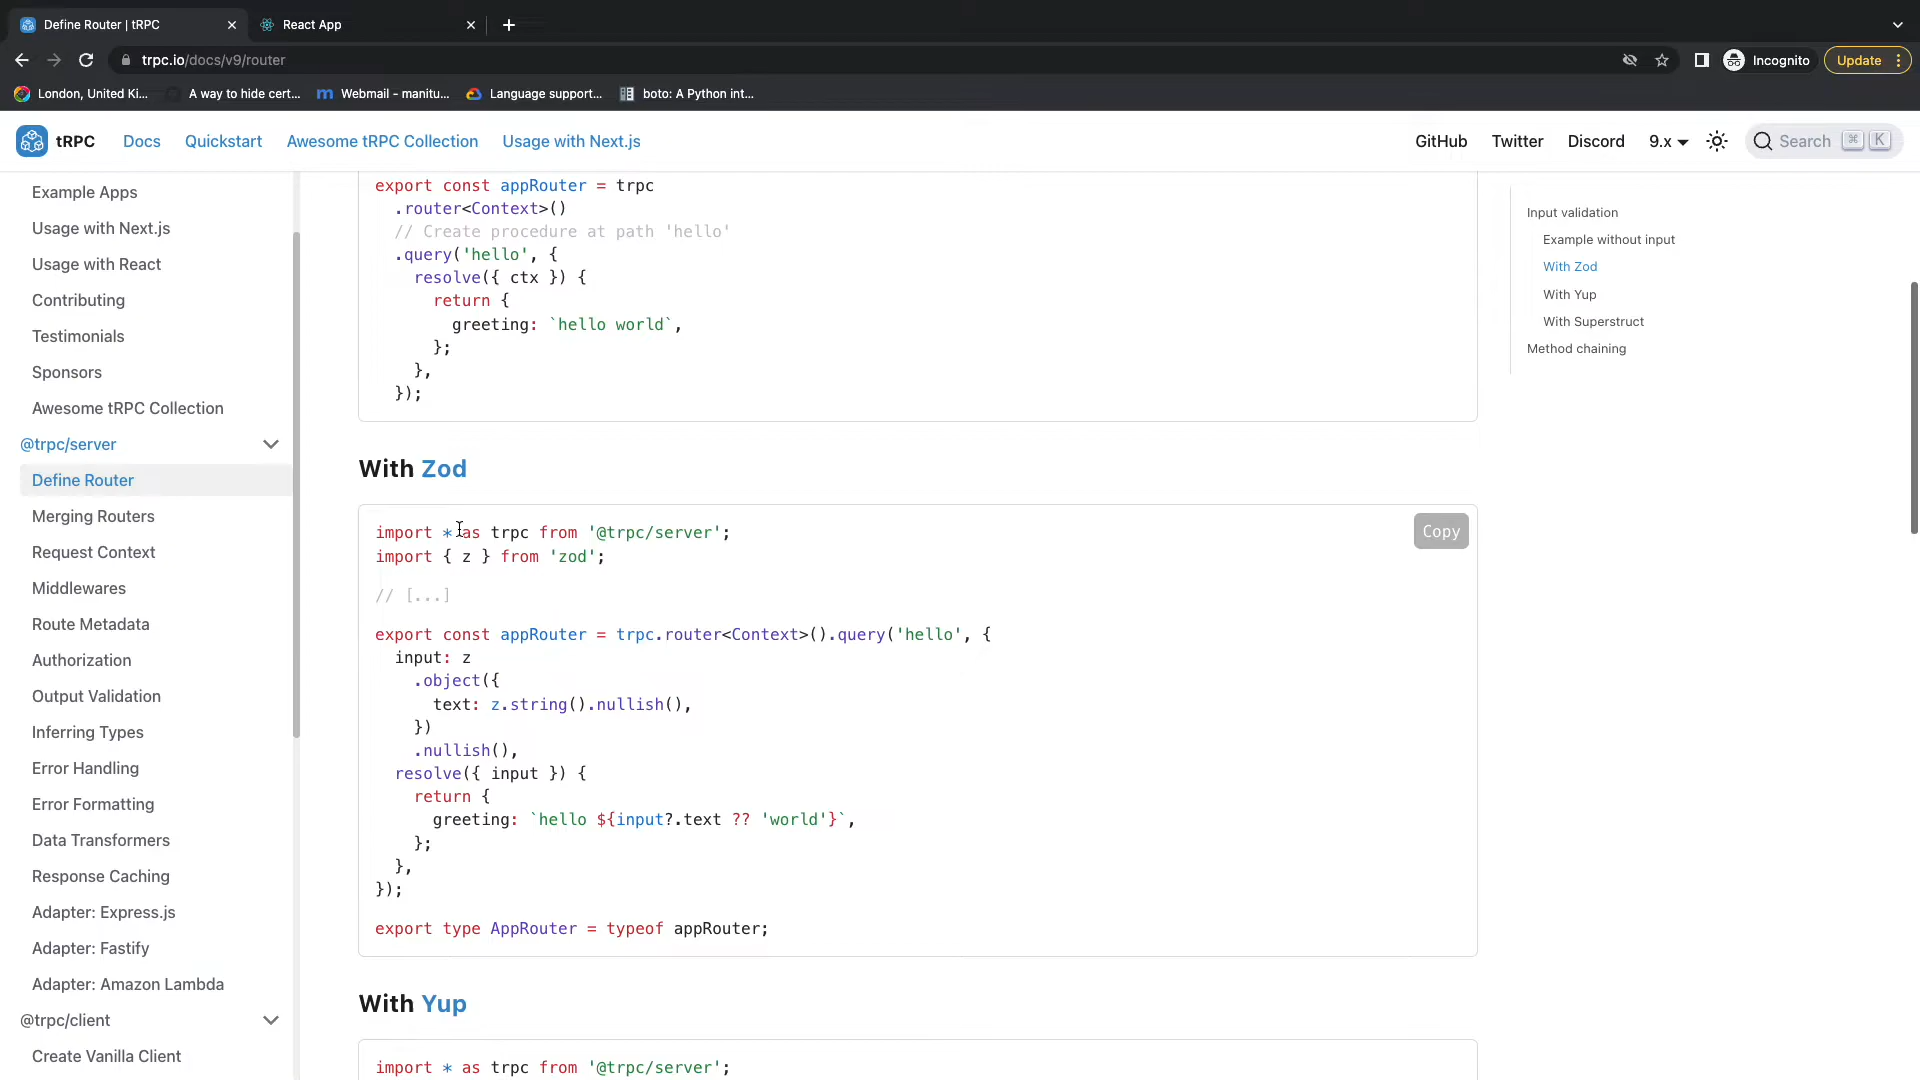 Define Router | tRPC
React App
trpc.io/docs/v9/router
Incognito
Update
London, United Ki...
A way to hide cert...
Webmail - manitu...
Language support...
boto: A Python int...
tRPC
Docs
Quickstart
Awesome tRPC Collection
Usage with Next.js
GitHub
Twitter
Discord
9.x
Search ⌘ K
Example Apps
Usage with Next.js
Usage with React
Contributing
Testimonials
Sponsors
Awesome tRPC Collection
@trpc/server
Define Router
Merging Routers
Request Context
Middlewares
Route Metadata
Authorization
Output Validation
Inferring Types
Error Handling
Error Formatting
Data Transformers
Response Caching
Adapter: Express.js
Adapter: Fastify
Adapter: Amazon Lambda
@trpc/client
Create Vanilla Client
export const appRouter = trpc
.router<Context>()
// Create procedure at path 'hello'
.query('hello', {
resolve({ ctx }) {
return {
greeting: `hello world`,
};
},
});
With Zod
import * as trpc from '@trpc/server';
import { z } from 'zod';
// [...]
export const appRouter = trpc.router<Context>().query('hello', {
input: z
.object({
text: z.string().nullish(),
})
.nullish(),
resolve({ input }) {
return {
greeting: `hello ${input?.text ?? 'world'}`,
};
},
});
export type AppRouter = typeof appRouter;
Copy
With Yup
import * as trpc from '@trpc/server';
Input validation
Example without input
With Zod
With Yup
With Superstruct
Method chaining